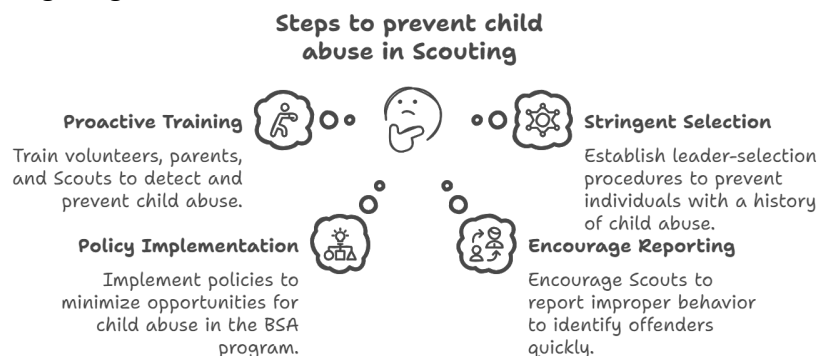 Steps to prevent child
abuse in Scouting
Proactive Training
Train volunteers, parents,
and Scouts to detect and
prevent child abuse.
Stringent Selection
Establish leader-selection
procedures to prevent
individuals with a history
of child abuse.
Policy Implementation
Implement policies to
minimize opportunities for
child abuse in the BSA
program.
Encourage Reporting
Encourage Scouts to
report improper behavior
to identify offenders
quickly.